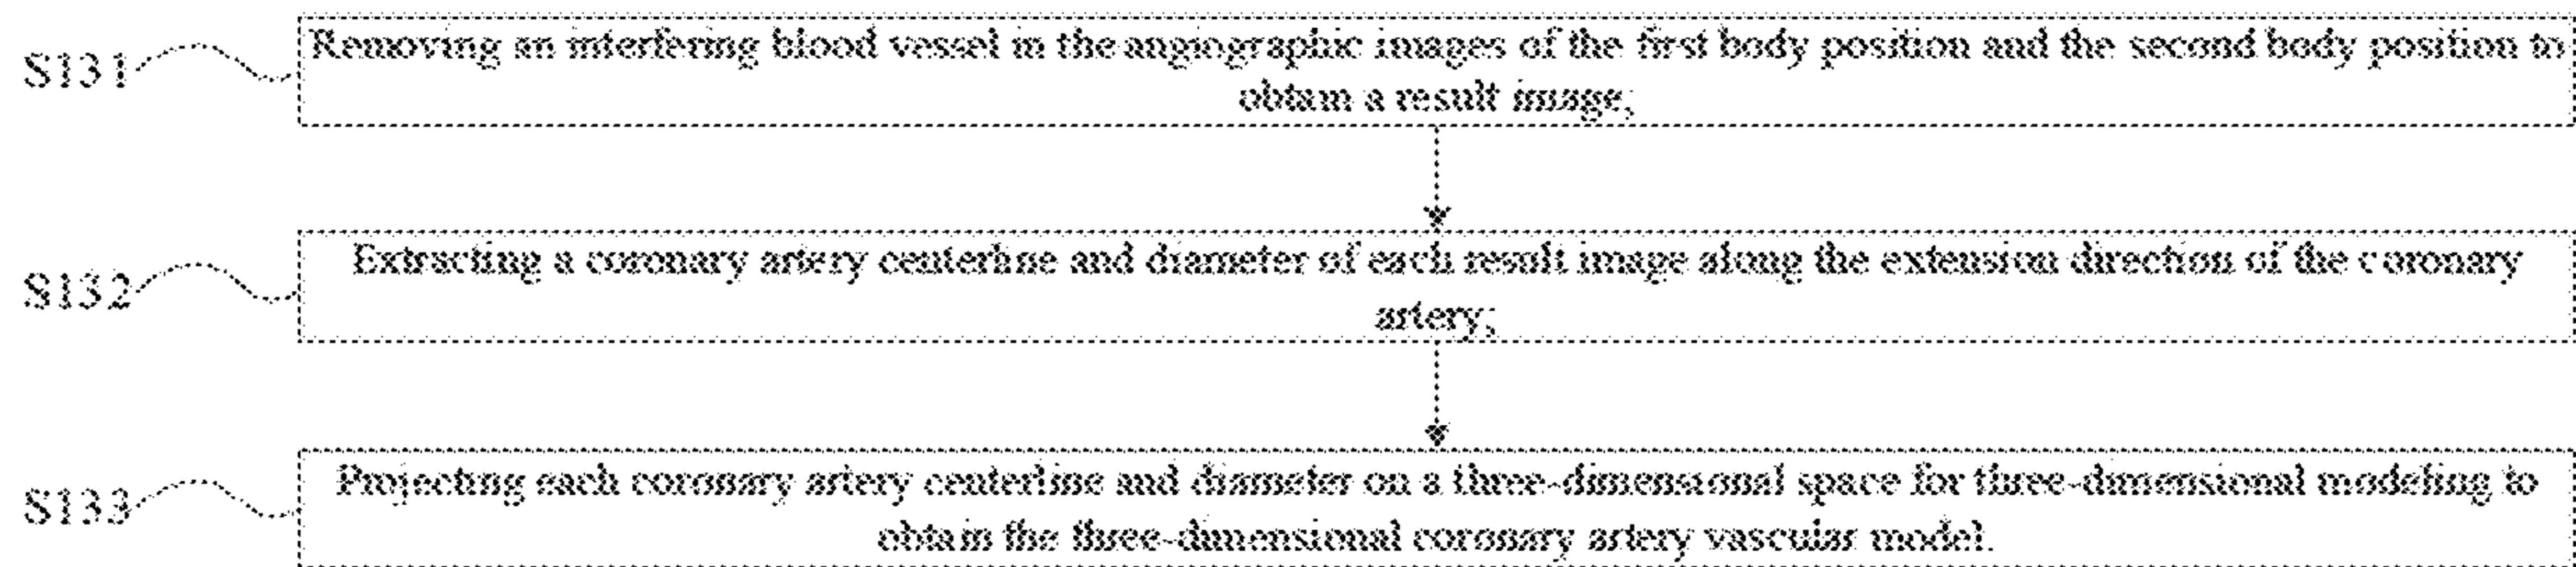 S131
Removing an interfering blood vessel in the angiographic images of the first body position and the second body position to
obtain a result image;
S132
Extracting a coronary artery centerline and diameter of each result image along the extension direction of the coronary
artery;
S133
Projecting each coronary artery centerline and diameter on a three-dimensional space for three-dimensional modeling to
obtain the three-dimensional coronary artery vascular model.